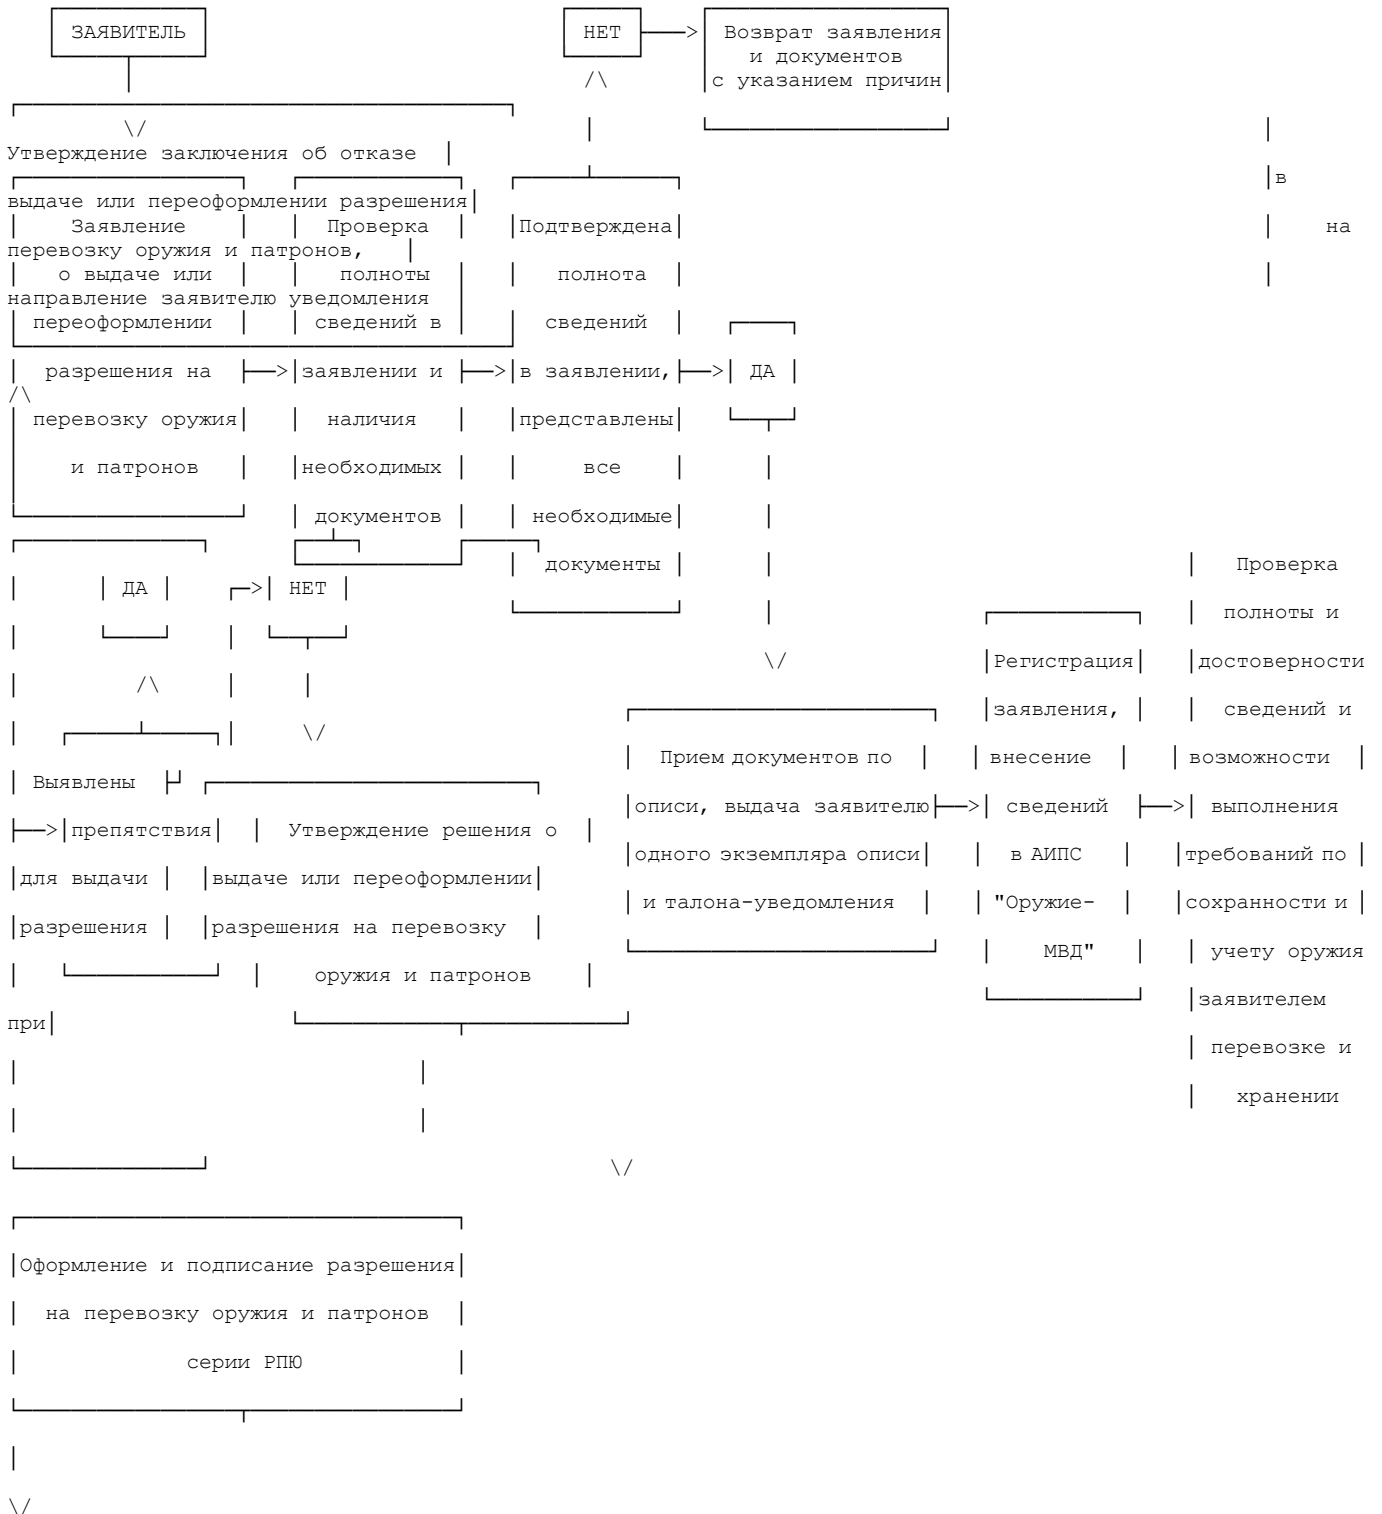 ЗАЯВИТЕЛЬ НЕТ Возврат заявления
и документов
с указанием причин
Утверждение заключения об отказе
в
выдаче или переоформлении разрешения
Заявление Проверка Подтверждена на
перевозку оружия и патронов,
о выдаче или полноты полнота
направление заявителю уведомления
переоформлении сведений в сведений
разрешения на заявлении и в заявлении, ДА
перевозку оружия наличия представлены
и патронов необходимых все
документов необходимые
документы Проверка
ДА НЕТ
полноты и
Регистрация достоверности
заявления, сведений и
Прием документов по внесение возможности
Выявлены
описи, выдача заявителю сведений выполнения
препятствия Утверждение решения о
одного экземпляра описи в АИПС требований по
для выдачи выдаче или переоформлении
и талона-уведомления "Оружие- сохранности и
разрешения разрешения на перевозку
МВД" учету оружия
оружия и патронов
заявителем
при
перевозке и
хранении
Оформление и подписание разрешения
на перевозку оружия и патронов
серии РПЮ